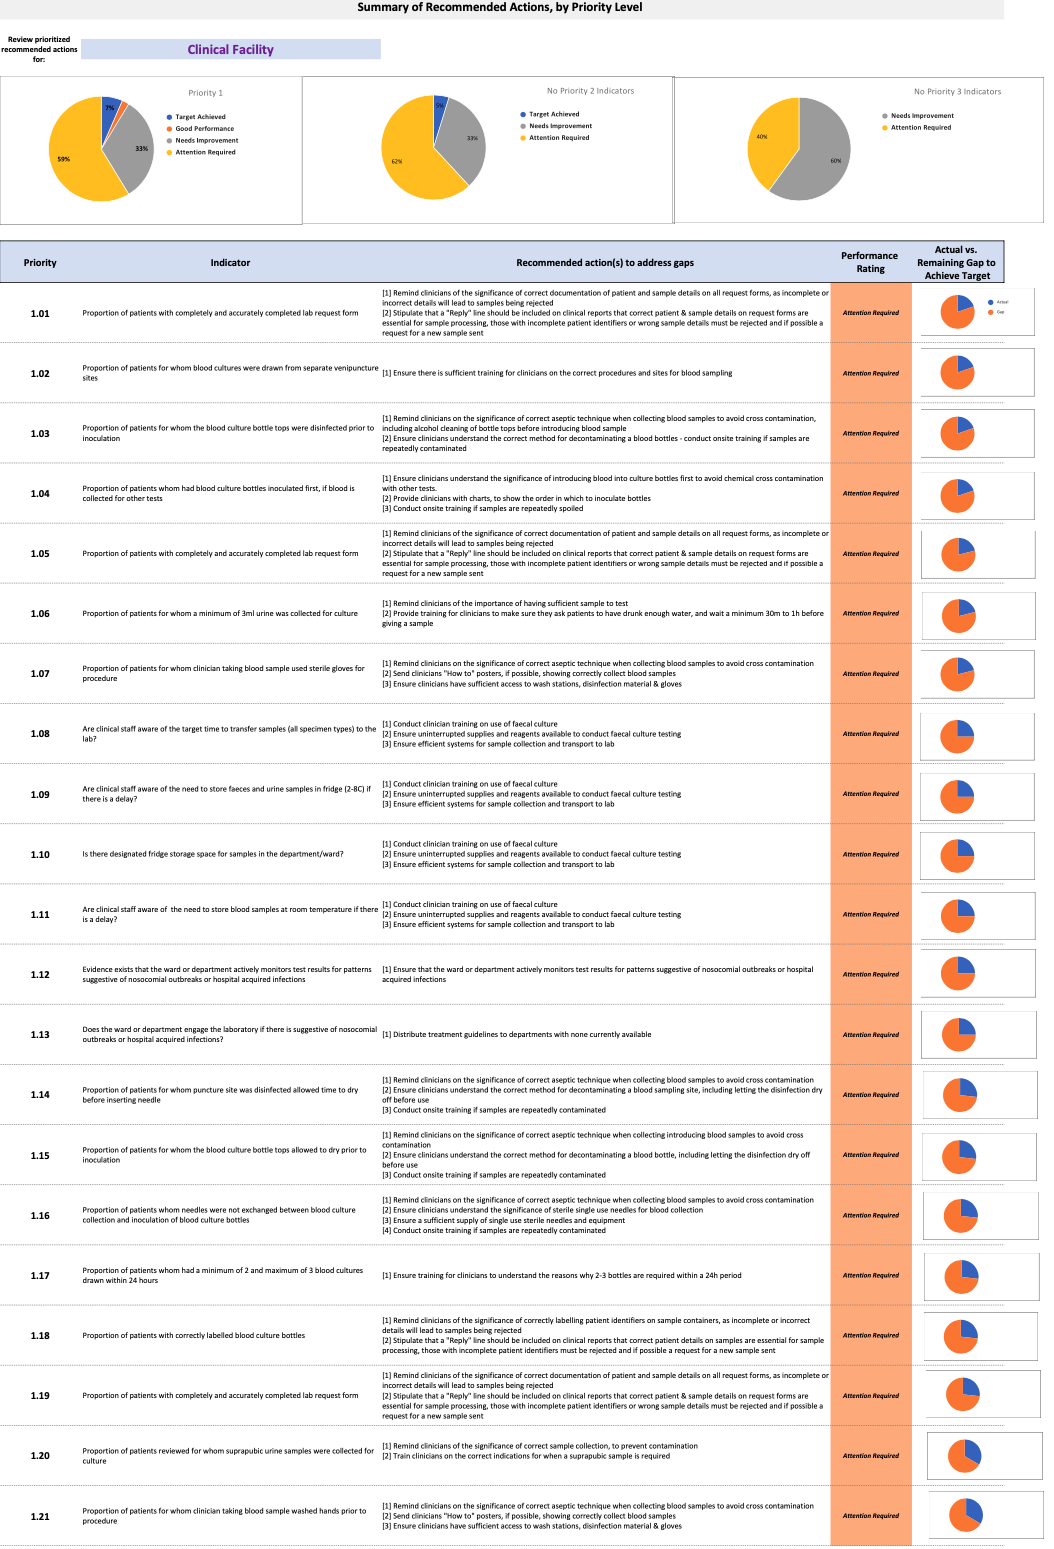 Summary of Recommended Actions, by Priority Level
Review prioritized
recommended actions
for:
Clinical Facility
Priority 1
Target Achieved
Good Performance
Needs Improvement
Attention Required
7%
33%
59%
No Priority 2 Indicators
Target Achieved
Needs Improvement
Attention Required
5%
33%
62%
No Priority 3 Indicators
Needs Improvement
Attention Required
40%
60%
Priority
Indicator
Recommended action(s) to address gaps
Performance
Rating
Actual vs.
Remaining Gap to
Achieve Target
1.01
Proportion of patients with completely and accurately completed lab request form
[1] Remind clinicians of the significance of correct documentation of patient and sample details on all request forms, as incomplete or
incorrect details will lead to samples being rejected
[2] Stipulate that a "Reply" line should be included on clinical reports that correct patient & sample details on request forms are
essential for sample processing, those with incomplete patient identifiers or wrong sample details must be rejected and if possible a
request for a new sample sent
Attention Required
Actual
Gap
1.02
Proportion of patients for whom blood cultures were drawn from separate venipuncture
sites
[1] Ensure there is sufficient training for clinicians on the correct procedures and sites for blood sampling
Attention Required
1.03
Proportion of patients for whom the blood culture bottle tops were disinfected prior to
inoculation
[1] Remind clinicians on the significance of correct aseptic technique when collecting blood samples to avoid cross contamination,
including alcohol cleaning of bottle tops before introducing blood sample
[2] Ensure clinicians understand the correct method for decontaminating a blood bottles - conduct onsite training if samples are
repeatedly contaminated
Attention Required
1.04
Proportion of patients whom had blood culture bottles inoculated first, if blood is
collected for other tests
[1] Ensure clinicians understand the significance of introducing blood into culture bottles first to avoid chemical cross contamination
with other tests.
[2] Provide clinicians with charts, to show the order in which to inoculate bottles
[3] Conduct onsite training if samples are repeatedly spoiled
Attention Required
1.05
Proportion of patients with completely and accurately completed lab request form
[1] Remind clinicians of the significance of correct documentation of patient and sample details on all request forms, as incomplete or
incorrect details will lead to samples being rejected
[2] Stipulate that a "Reply" line should be included on clinical reports that correct patient & sample details on request forms are
essential for sample processing, those with incomplete patient identifiers or wrong sample details must be rejected and if possible a
request for a new sample sent
Attention Required
1.06
Proportion of patients for whom a minimum of 3ml urine was collected for culture
[1] Remind clinicians of the importance of having sufficient sample to test
[2] Provide training for clinicians to make sure they ask patients to have drunk enough water, and wait a minimum 30m to 1h before
giving a sample
Attention Required
1.07
Proportion of patients for whom clinician taking blood sample used sterile gloves for
procedure
[1] Remind clinicians on the significance of correct aseptic technique when collecting blood samples to avoid cross contamination
[2] Send clinicians "How to" posters, if possible, showing correctly collect blood samples
[3] Ensure clinicians have sufficient access to wash stations, disinfection material & gloves
Attention Required
1.08
Are clinical staff aware of the target time to transfer samples (all specimen types) to the
lab?
[1] Conduct clinician training on use of faecal culture
[2] Ensure uninterrupted supplies and reagents available to conduct faecal culture testing
[3] Ensure efficient systems for sample collection and transport to lab
Attention Required
1.09
Are clinical staff aware of the need to store faeces and urine samples in fridge (2-8C) if
there is a delay?
[1] Conduct clinician training on use of faecal culture
[2] Ensure uninterrupted supplies and reagents available to conduct faecal culture testing
[3] Ensure efficient systems for sample collection and transport to lab
Attention Required
1.10
Is there designated fridge storage space for samples in the department/ward?
[1] Conduct clinician training on use of faecal culture
[2] Ensure uninterrupted supplies and reagents available to conduct faecal culture testing
[3] Ensure efficient systems for sample collection and transport to lab
Attention Required
1.11
Are clinical staff aware of the need to store blood samples at room temperature if there
is a delay?
[1] Conduct clinician training on use of faecal culture
[2] Ensure uninterrupted supplies and reagents available to conduct faecal culture testing
[3] Ensure efficient systems for sample collection and transport to lab
Attention Required
1.12
Evidence exists that the ward or department actively monitors test results for patterns
suggestive of nosocomial outbreaks or hospital acquired infections
[1] Ensure that the ward or department actively monitors test results for patterns suggestive of nosocomial outbreaks or hospital
acquired infections
Attention Required
1.13
Does the ward or department engage the laboratory if there is suggestive of nosocomial
outbreaks or hospital acquired infections?
[1] Distribute treatment guidelines to departments with none currently available
Attention Required
1.14
Proportion of patients for whom puncture site was disinfected allowed time to dry
before inserting needle
[1] Remind clinicians on the significance of correct aseptic technique when collecting blood samples to avoid cross contamination
[2] Ensure clinicians understand the correct method for decontaminating a blood sampling site, including letting the disinfection dry
off before use
[3] Conduct onsite training if samples are repeatedly contaminated
Attention Required
1.15
Proportion of patients for whom the blood culture bottle tops allowed to dry prior to
inoculation
[1] Remind clinicians on the significance of correct aseptic technique when collecting introducing blood samples to avoid cross
contamination
[2] Ensure clinicians understand the correct method for decontaminating a blood bottle, including letting the disinfection dry off
before use
[3] Conduct onsite training if samples are repeatedly contaminated
Attention Required
1.16
Proportion of patients whom needles were not exchanged between blood culture
collection and inoculation of blood culture bottles
[1] Remind clinicians on the significance of correct aseptic technique when collecting blood samples to avoid cross contamination
[2] Ensure clinicians understand the significance of sterile single use needles for blood collection
[3] Ensure a sufficient supply of single use sterile needles and equipment
[4] Conduct onsite training if samples are repeatedly contaminated
Attention Required
1.17
Proportion of patients whom had a minimum of 2 and maximum of 3 blood cultures
drawn within 24 hours
[1] Ensure training for clinicians to understand the reasons why 2-3 bottles are required within a 24h period
Attention Required
1.18
Proportion of patients with correctly labelled blood culture bottles
[1] Remind clinicians of the significance of correctly labelling patient identifiers on sample containers, as incomplete or incorrect
details will lead to samples being rejected
[2] Stipulate that a "Reply" line should be included on clinical reports that correct patient details on samples are essential for sample
processing, those with incomplete patient identifiers must be rejected and if possible a request for a new sample sent
Attention Required
1.19
Proportion of patients with completely and accurately completed lab request form
[1] Remind clinicians of the significance of correct documentation of patient and sample details on all request forms, as incomplete or
incorrect details will lead to samples being rejected
[2] Stipulate that a "Reply" line should be included on clinical reports that correct patient & sample details on request forms are
essential for sample processing, those with incomplete patient identifiers or wrong sample details must be rejected and if possible a
request for a new sample sent
Attention Required
1.20
Proportion of patients reviewed for whom suprapubic urine samples were collected for
culture
[1] Remind clinicians of the significance of correct sample collection, to prevent contamination
[2] Train clinicians on the correct indications for when a suprapubic sample is required
Attention Required
1.21
Proportion of patients for whom clinician taking blood sample washed hands prior to
procedure
[1] Remind clinicians on the significance of correct aseptic technique when collecting blood samples to avoid cross contamination
[2] Send clinicians "How to" posters, if possible, showing correctly collect blood samples
[3] Ensure clinicians have sufficient access to wash stations, disinfection material & gloves
Attention Required